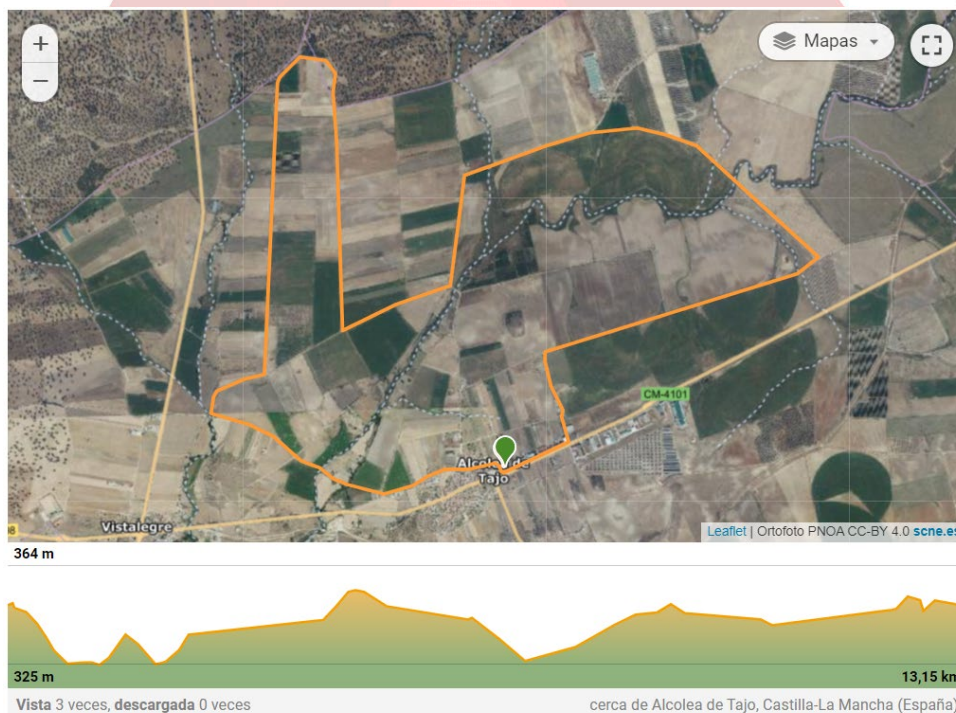 +
−
Mapas
CM-4101
Alcolea de
Tajo
Vistalegre
Leaflet | Ortofoto PNOA CC-BY 4.0 scne.es
364 m
325 m
13,15 km
Vista 3 veces, descargada 0 veces
cerca de Alcolea de Tajo, Castilla-La Mancha (España)